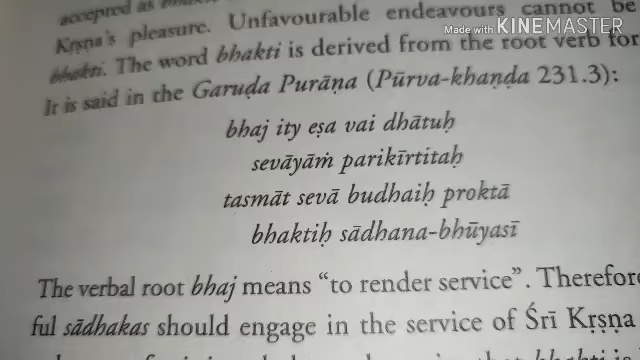 accepted as bhakti
Made with KINEMASTER
Kṛṣṇa's pleasure. Unfavourable endeavours cannot be
bhakti. The word bhakti is derived from the root verb for
It is said in the Garuḍa Purāṇa (Pūrva-khaṇḍa 231.3):
bhaj ity eṣa vai dhātuḥ
sevāyāṁ parikīrtitaḥ
tasmāt sevā budhaiḥ proktā
bhaktiḥ sādhana-bhūyasī
The verbal root bhaj means “to render service”. Therefore
ful sādhakas should engage in the service of Śrī Kṛṣṇa
bhakti is